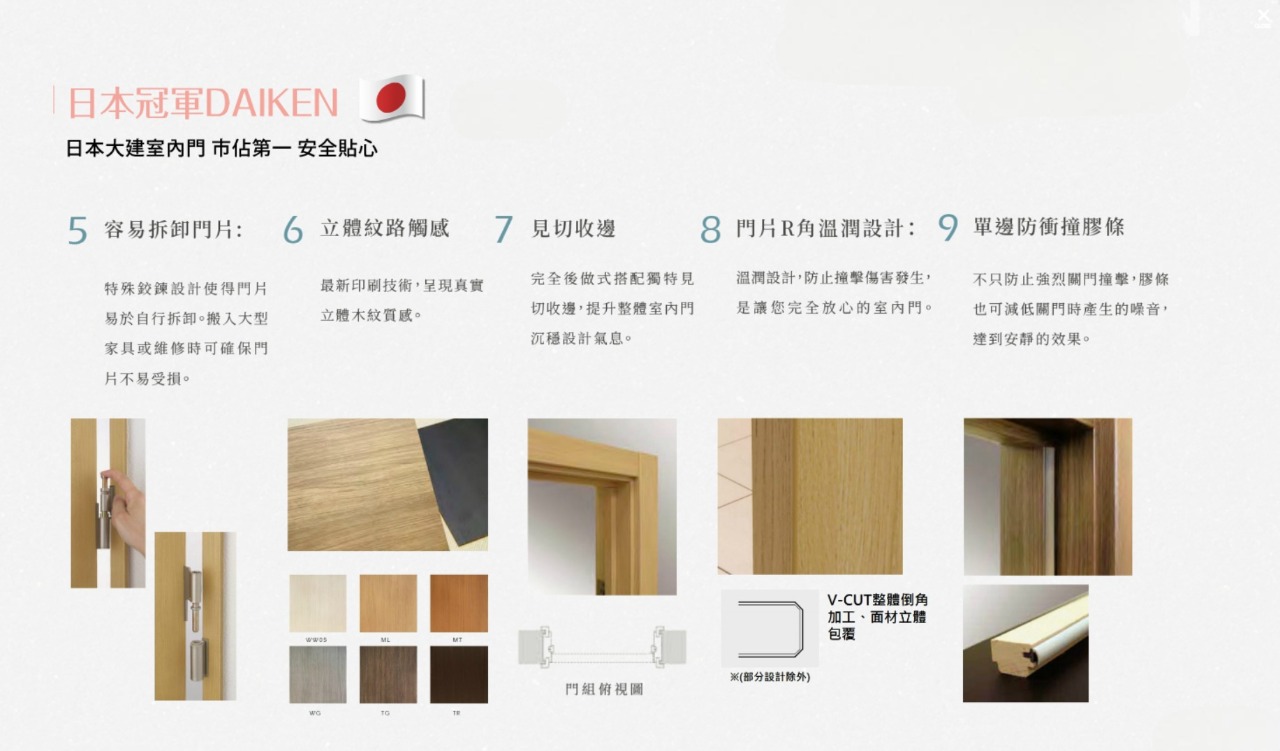 日本冠軍DAIKEN
日本大建室內門 市佔第一 安全貼心
5 容易拆卸門片:
特殊鉸鍊設計使得門片
易於自行拆卸。搬入大型
家具或維修時可確保門
片不易受損。
6 立體紋路觸感
最新印刷技術,呈現真實
立體木紋質感。
WW05 ML MT
WG TG T6
7 見切收邊
完全後做式搭配獨特見
切收邊,提升整體室內門
沉穩設計氣息。
門組俯視圖
8 門片R角溫潤設計:
溫潤設計,防止撞擊傷害發生,
是讓您完全放心的室內門。
V-CUT整體倒角
加工、面材立體
包覆
※(部分設計除外)
9 單邊防衝撞膠條
不只防止強烈關門撞擊,膠條
也可減低關門時產生的噪音,
達到安靜的效果。